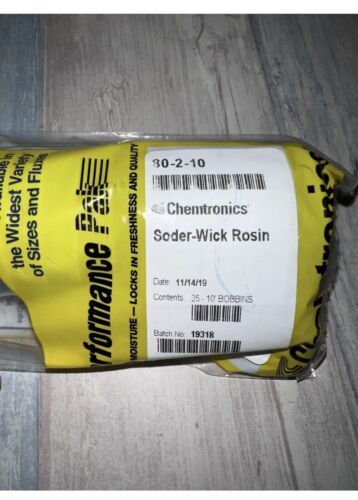 80-2-10
Chemtronics
Soder-Wick Rosin
Date: 11/14/19
Contents: 25 - 10' BOBBINS
Batch No: 19318
the Widest Variety
of Sizes and Fluxes
Performance Pak
MOISTURE — LOCKS IN FRESHNESS AND QUALITY